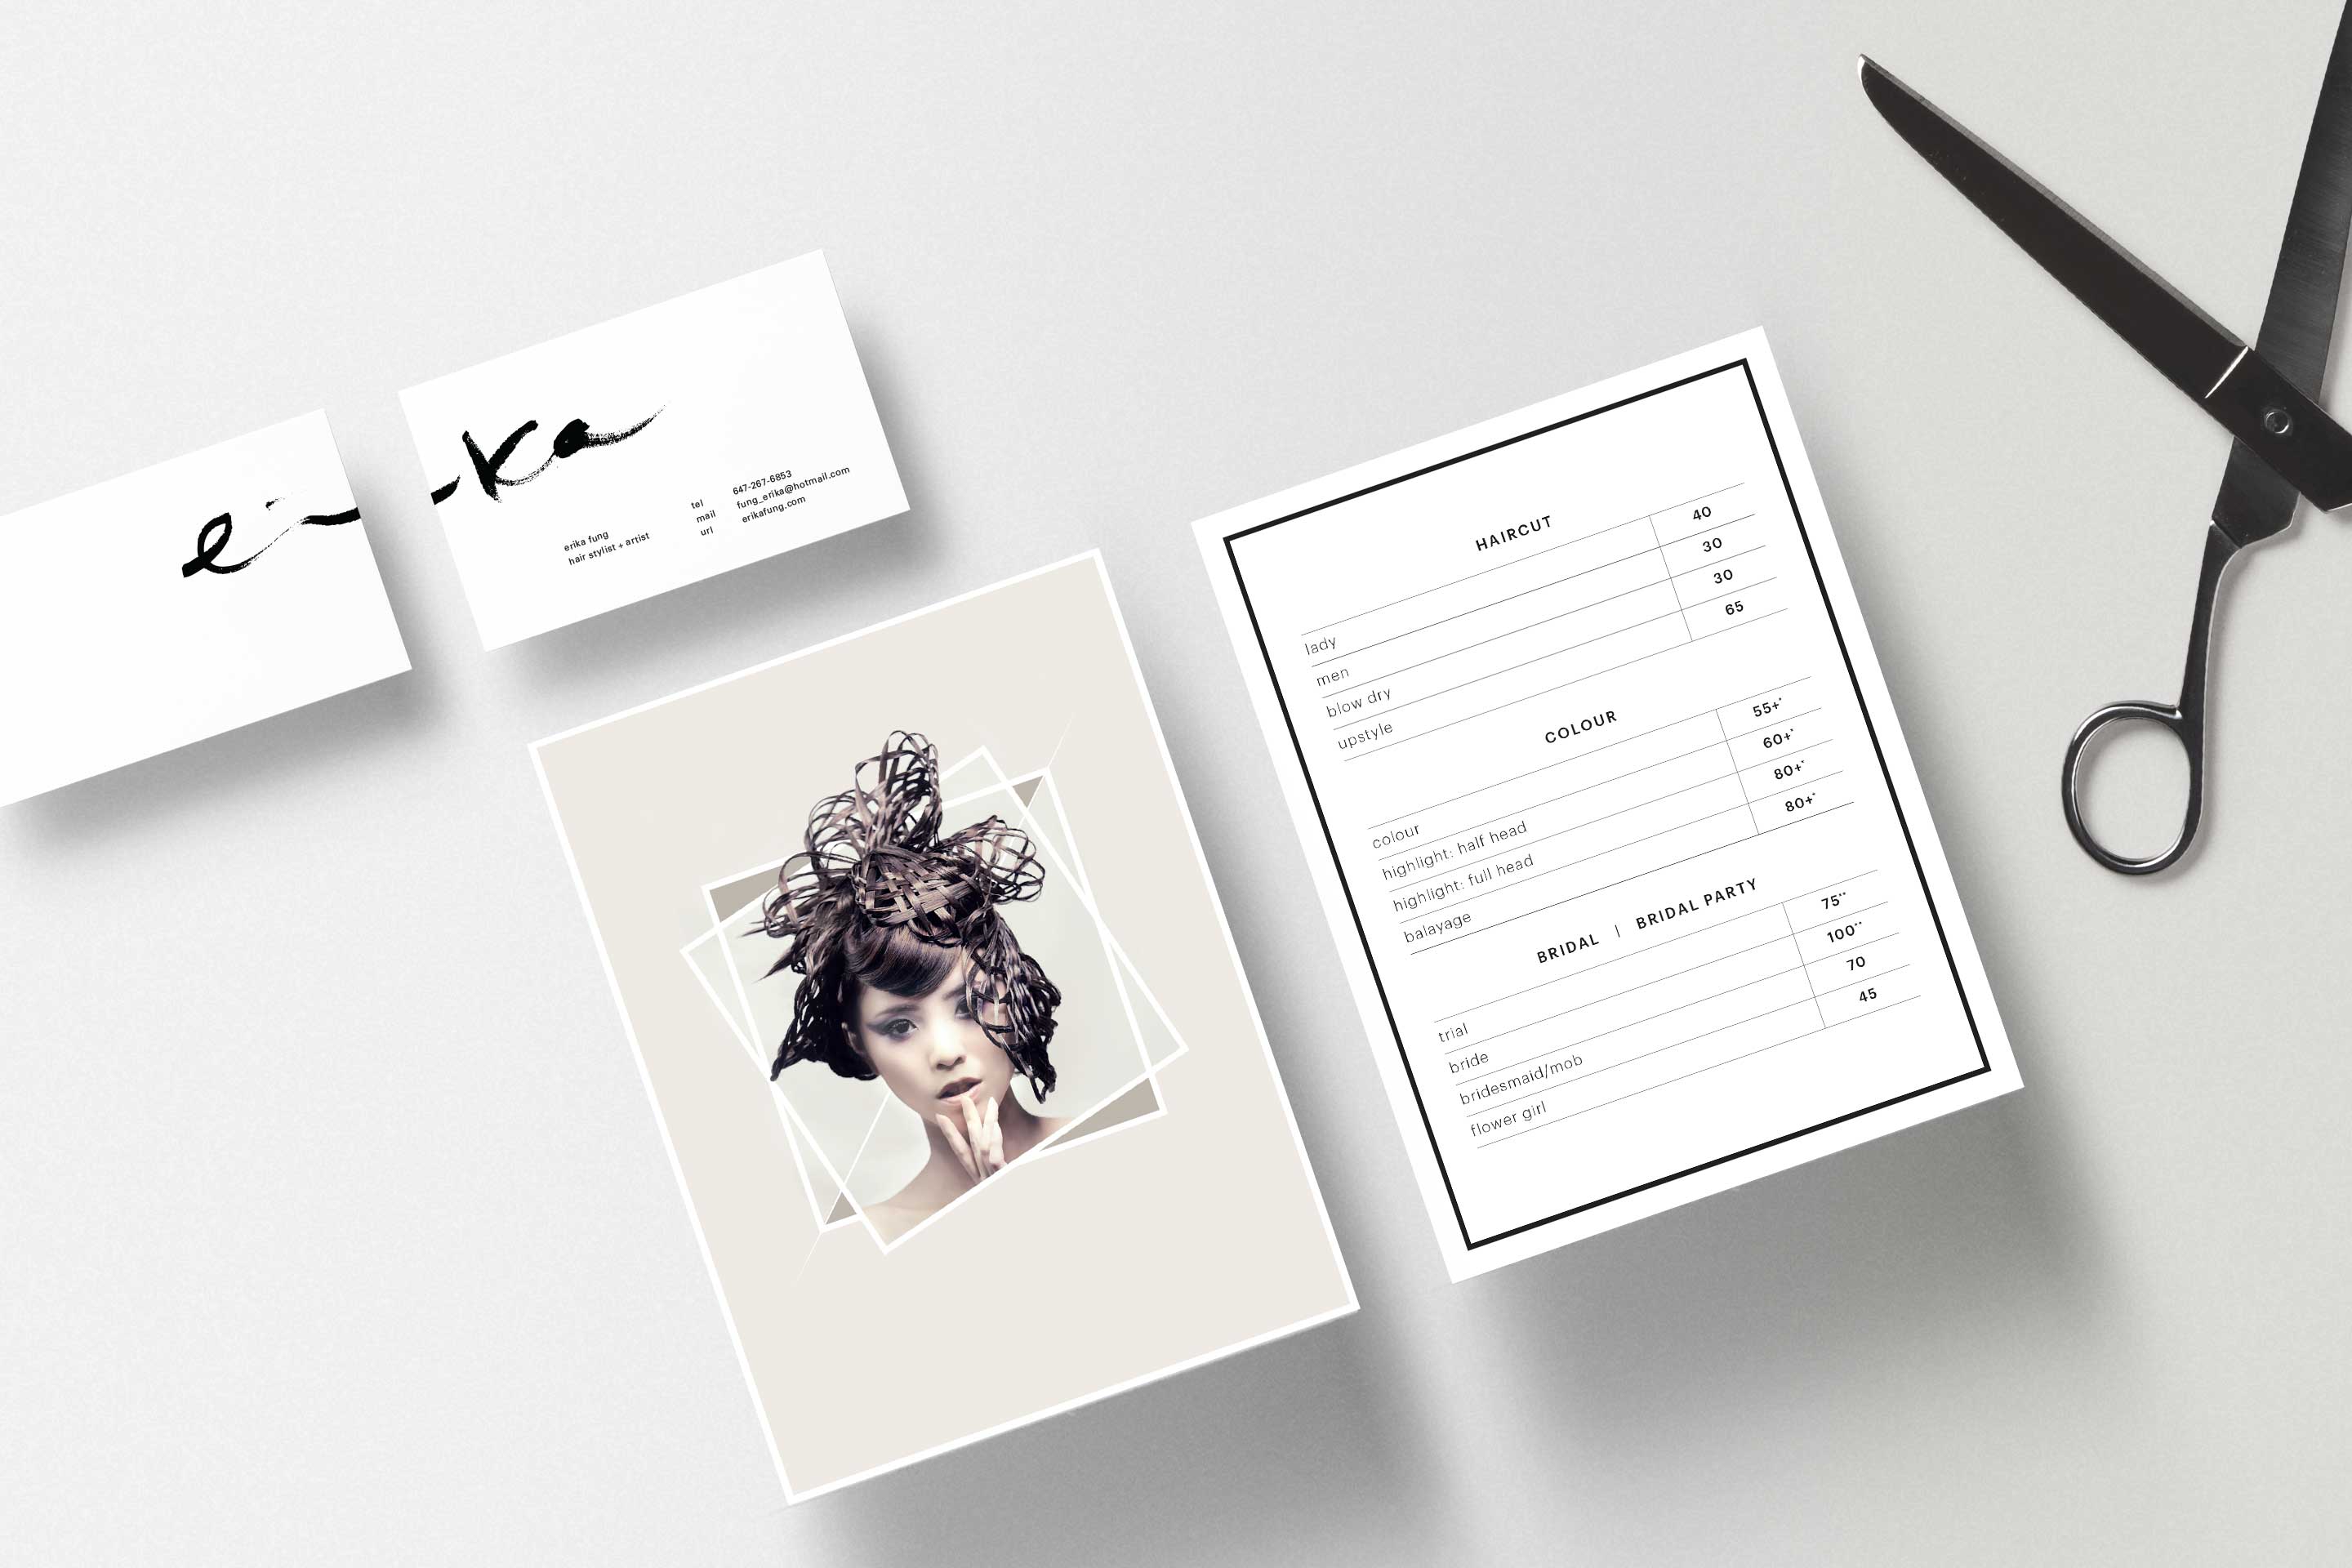 e
ka
erika fung
hair stylist + artist
tel 647-267-6853
mail fung_erika@hotmail.com
url erikafung.com
HAIRCUT
lady 40
men 30
blow dry 30
upstyle 65
COLOUR
colour 55+*
highlight: half head 60+*
highlight: full head 80+*
balayage 80+*
BRIDAL | BRIDAL PARTY
trial 75**
bride 100**
bridesmaid/mob 70
flower girl 45